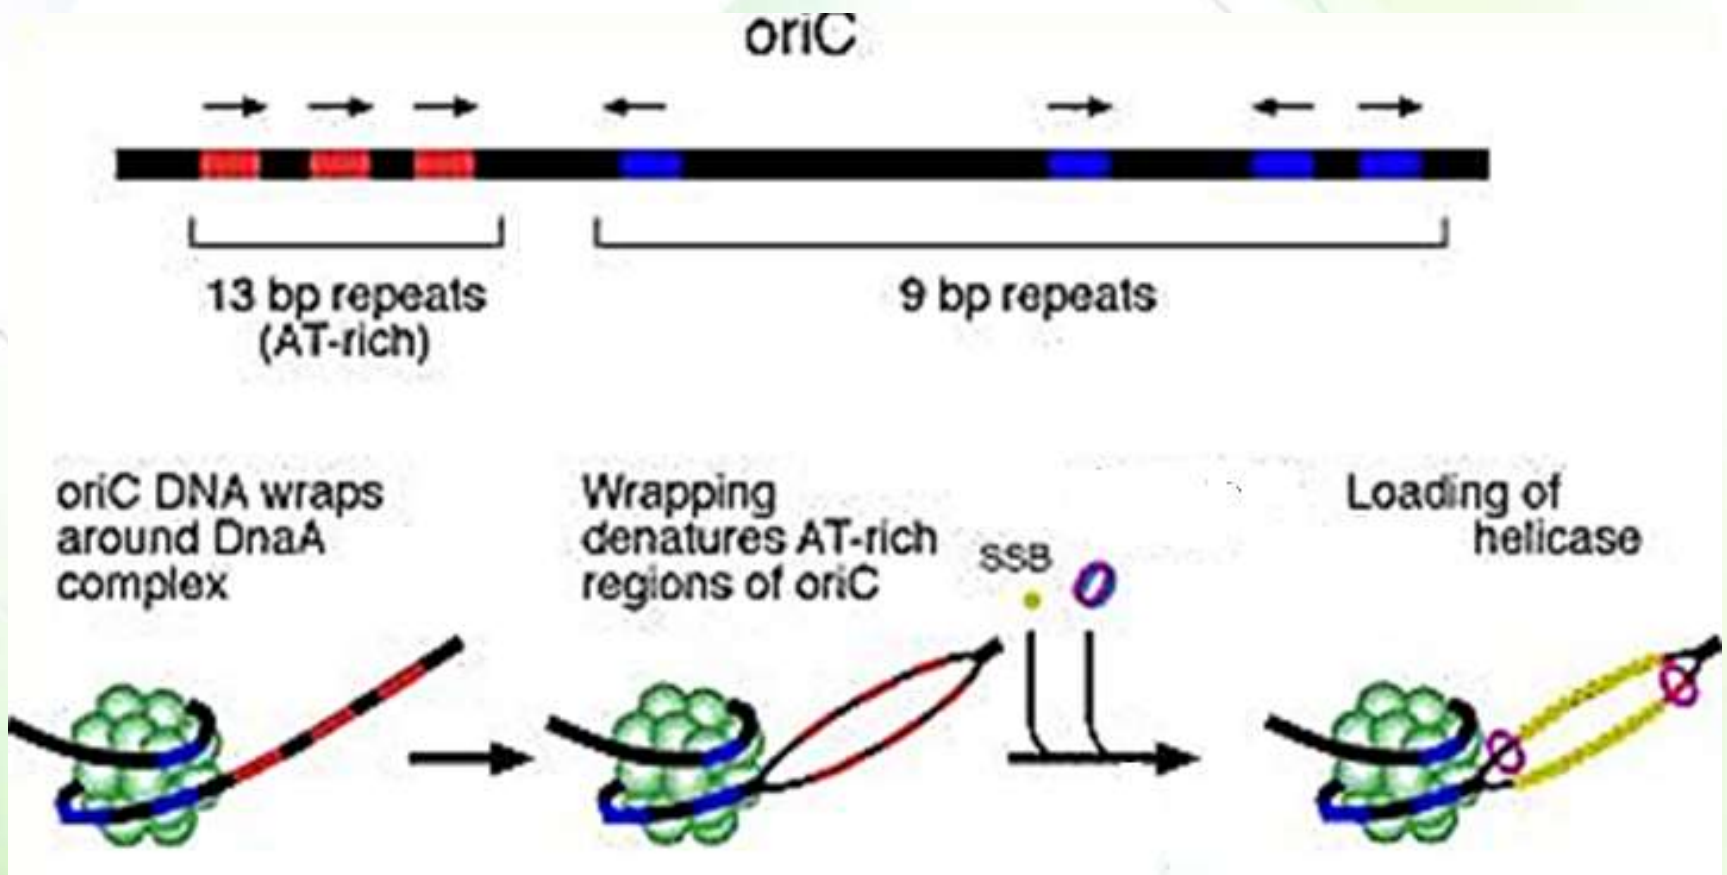 oriC
13 bp repeats
(AT-rich)
9 bp repeats
oriC DNA wraps
around DnaA
complex
Wrapping
denatures AT-rich
regions of oriC
SSB
Loading of
helicase